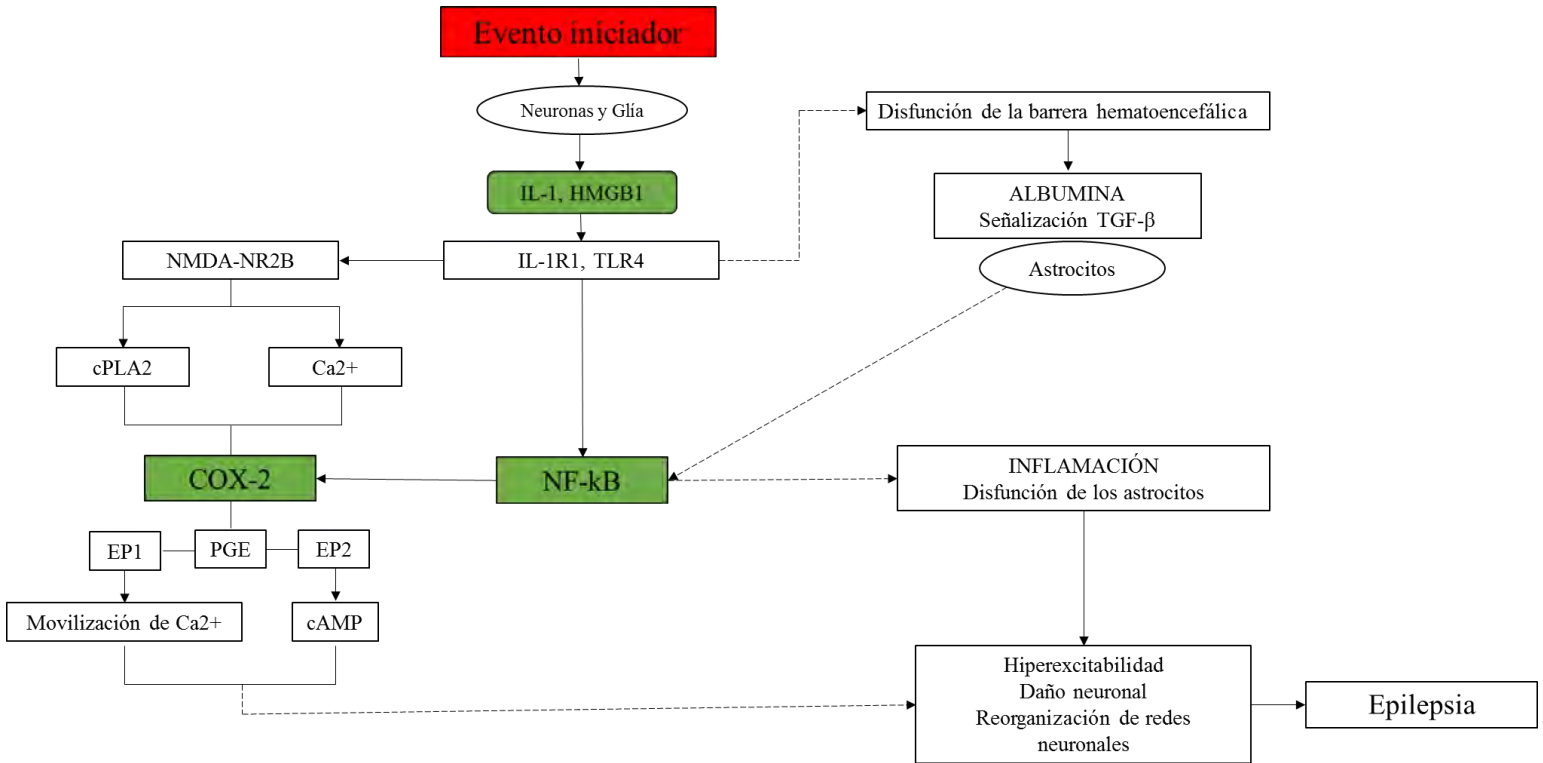 Evento iniciador
Neuronas y Glía
Disfunción de la barrera hematoencefálica
IL-1, HMGB1
ALBUMINA
Señalización TGF-β
NMDA-NR2B
IL-1R1, TLR4
Astrocitos
cPLA2
Ca2+
COX-2
NF-kB
INFLAMACIÓN
Disfunción de los astrocitos
EP1
PGE
EP2
Movilización de Ca2+
cAMP
Hiperexcitabilidad
Daño neuronal
Reorganización de redes
neuronales
Epilepsia